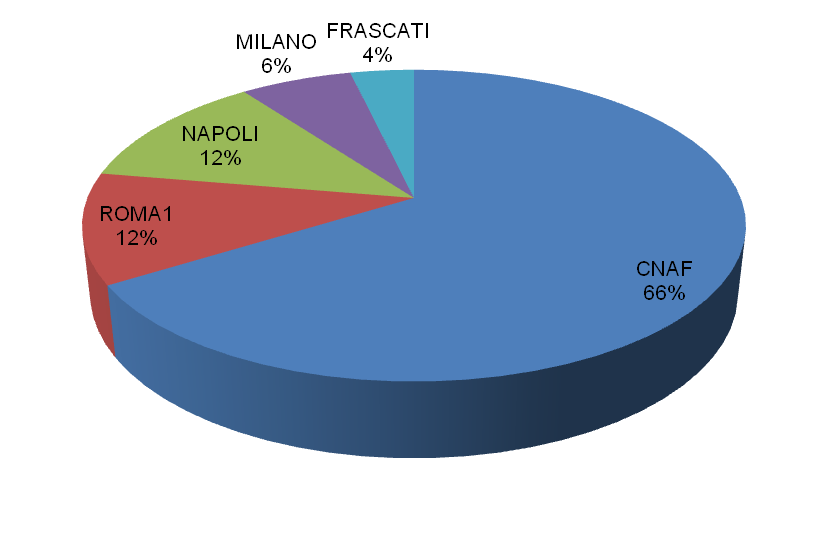 FRASCATI
4%
MILANO
6%
NAPOLI
12%
ROMA1
12%
CNAF
66%